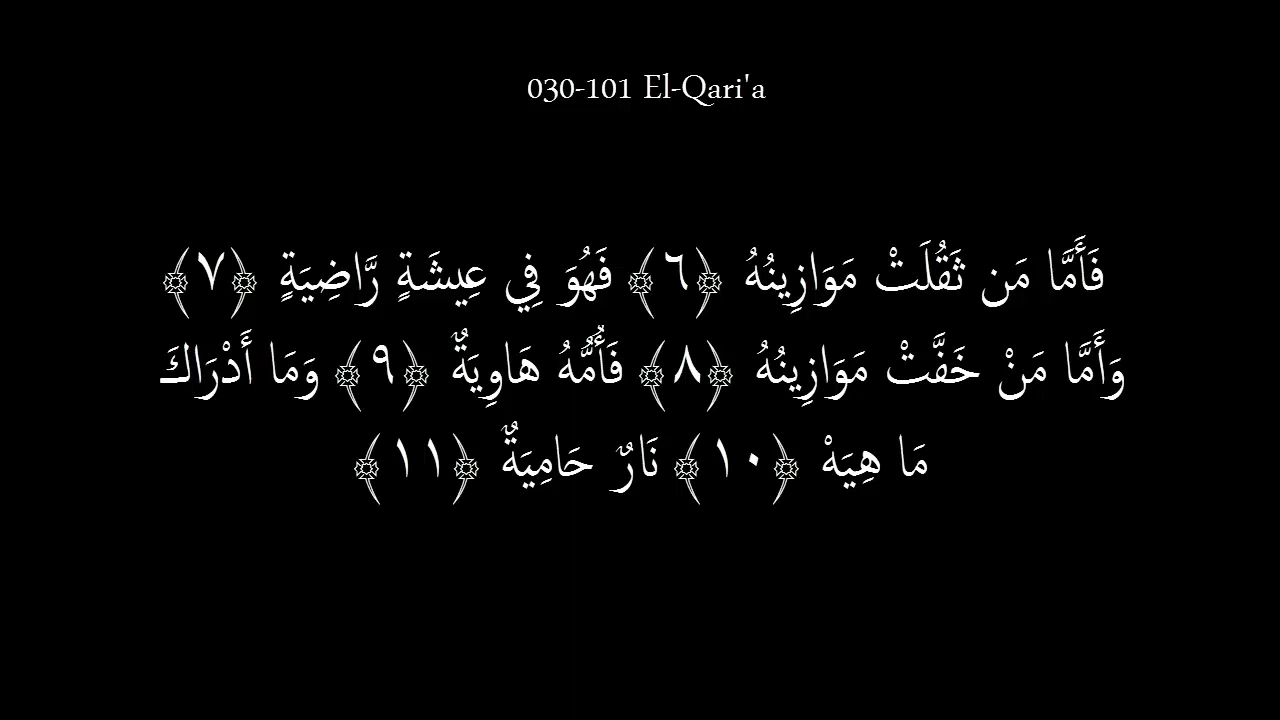 030-101 El-Qari'a
فَأَمَّا مَن ثَقُلَتْ مَوَازِينُهُ ﴿٦﴾ فَهُوَ فِي عِيشَةٍ رَّاضِيَةٍ ﴿٧﴾
وَأَمَّا مَنْ خَفَّتْ مَوَازِينُهُ ﴿٨﴾ فَأُمُّهُ هَاوِيَةٌ ﴿٩﴾ وَمَا أَدْرَاكَ
مَا هِيَهْ ﴿١٠﴾ نَارٌ حَامِيَةٌ ﴿١١﴾